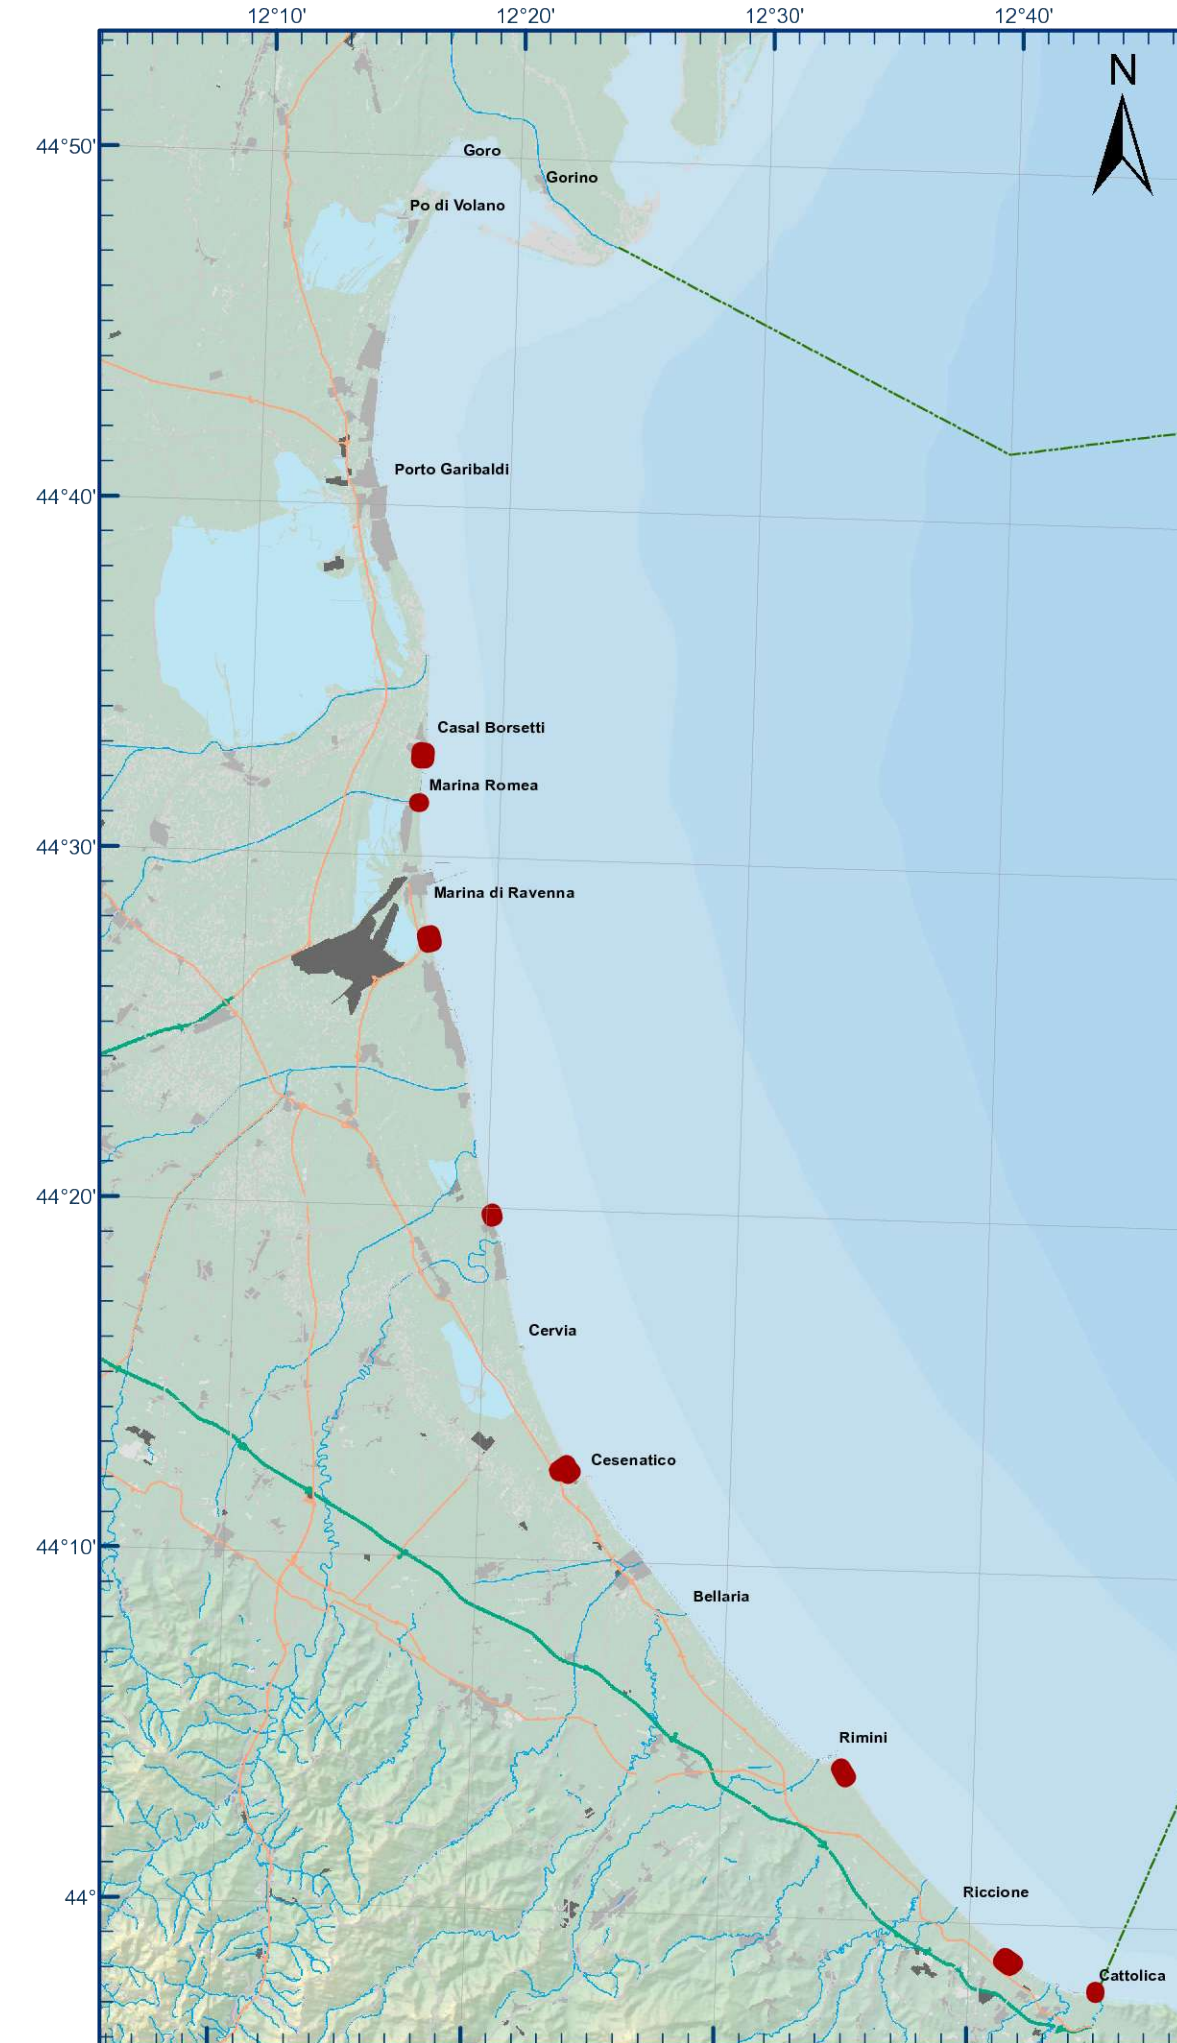 12°10' 12°20' 12°30' 12°40'
N
44°50'
Goro
Gorino
Po di Volano
Porto Garibaldi
44°40'
Casal Borsetti
Marina Romea
44°30'
Marina di Ravenna
44°20'
Cervia
Cesenatico
44°10'
Bellaria
Rimini
44°
Riccione
Cattolica